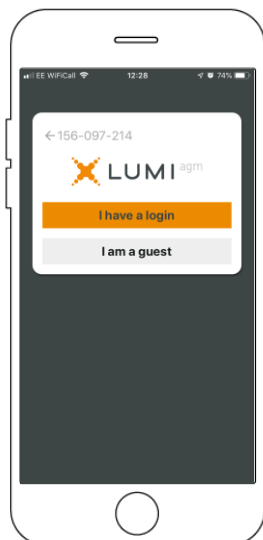 EE WiFiCall 12:28 74%
←156-097-214
LUMI agm
I have a login
I am a guest